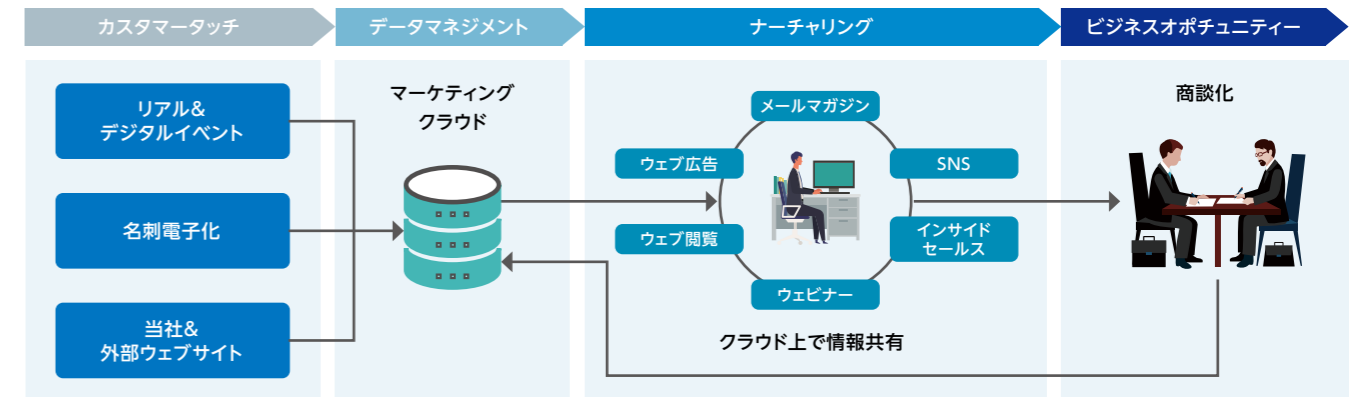 カスタマータッチ
データマネジメント
ナーチャリング
ビジネスオポチュニティー
リアル&
デジタルイベント
名刺電子化
当社&
外部ウェブサイト
マーケティング
クラウド
メールマガジン
ウェブ広告
SNS
ウェブ閲覧
インサイド
セールス
ウェビナー
クラウド上で情報共有
商談化